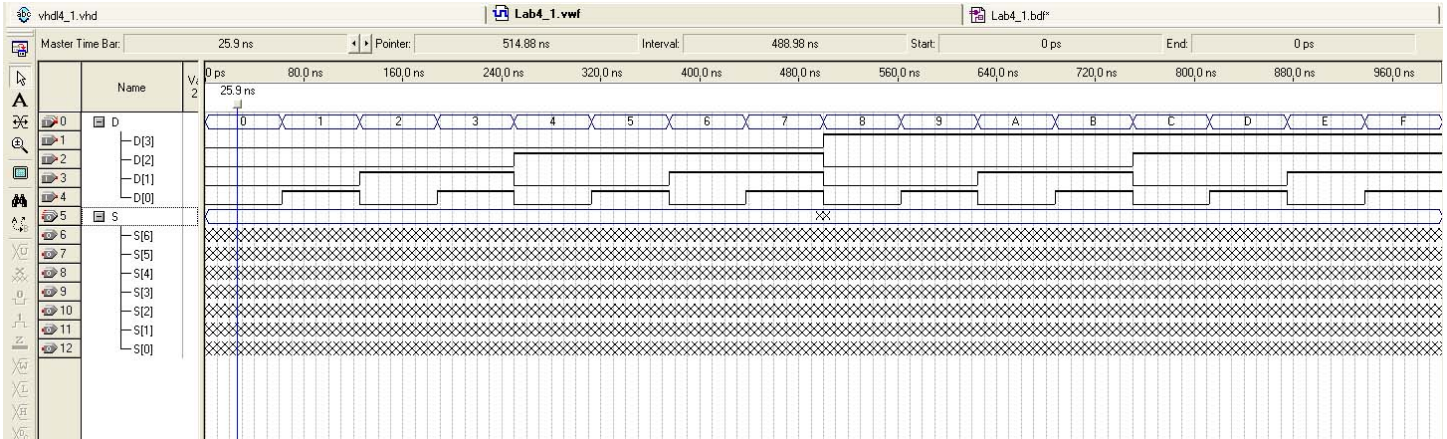 vhdl4_1.vhd Lab4_1.vwf Lab4_1.bdf*
Master Time Bar: 25.9 ns Pointer: 514.88 ns Interval: 488.98 ns Start: 0 ps End: 0 ps
Name
0 ps 80.0 ns 160.0 ns 240.0 ns 320.0 ns 400.0 ns 480.0 ns 560.0 ns 640.0 ns 720.0 ns 800.0 ns 880.0 ns 960.0 ns
25.9 ns
0 D 0 1 2 3 4 5 6 7 8 9 A B C D E F
1 D[3]
2 D[2]
3 D[1]
4 D[0]
5 S
6 S[6]
7 S[5]
8 S[4]
9 S[3]
10 S[2]
11 S[1]
12 S[0]